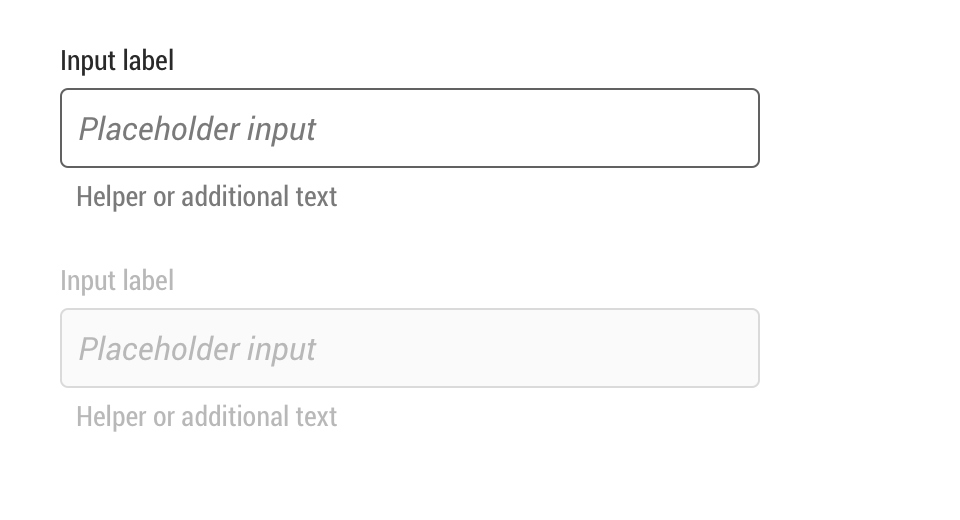 Input label
Placeholder input
Helper or additional text
Input label
Placeholder input
Helper or additional text